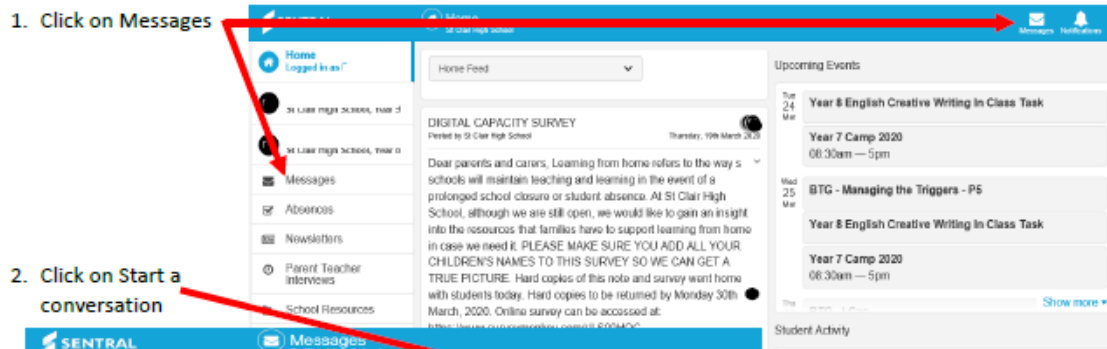 1. Click on Messages
SENTRAL
Home
St Clair High School
Messages
Notifications
Home
Logged in as
St Clair High School, Year
St Clair High School, Year
Messages
Absences
Newsletters
Parent Teacher
Interviews
School Resources
Home Feed
DIGITAL CAPACITY SURVEY
Posted by St Clair High School
Thursday, 19th March 2020
Dear parents and carers, Learning from home refers to the way s
schools will maintain teaching and learning in the event of a
prolonged school closure or student absence. At St Clair High
School, although we are still open, we would like to gain an insight
into the resources that families have to support learning from home
in case we need it. PLEASE MAKE SURE YOU ADD ALL YOUR
CHILDREN'S NAMES TO THIS SURVEY SO WE CAN GET A
TRUE PICTURE. Hard copies of this note and survey went home
with students today. Hard copies to be returned by Monday 30th
March, 2020. Online survey can be accessed at:
Upcoming Events
Tue
24
Mar
Year 8 English Creative Writing In Class Task
Year 7 Camp 2020
08:30am — 5pm
Wed
25
Mar
BTG - Managing the Triggers - P5
Year 8 English Creative Writing In Class Task
Year 7 Camp 2020
08:30am — 5pm
Show more
Student Activity
2. Click on Start a
conversation
SENTRAL
Messages